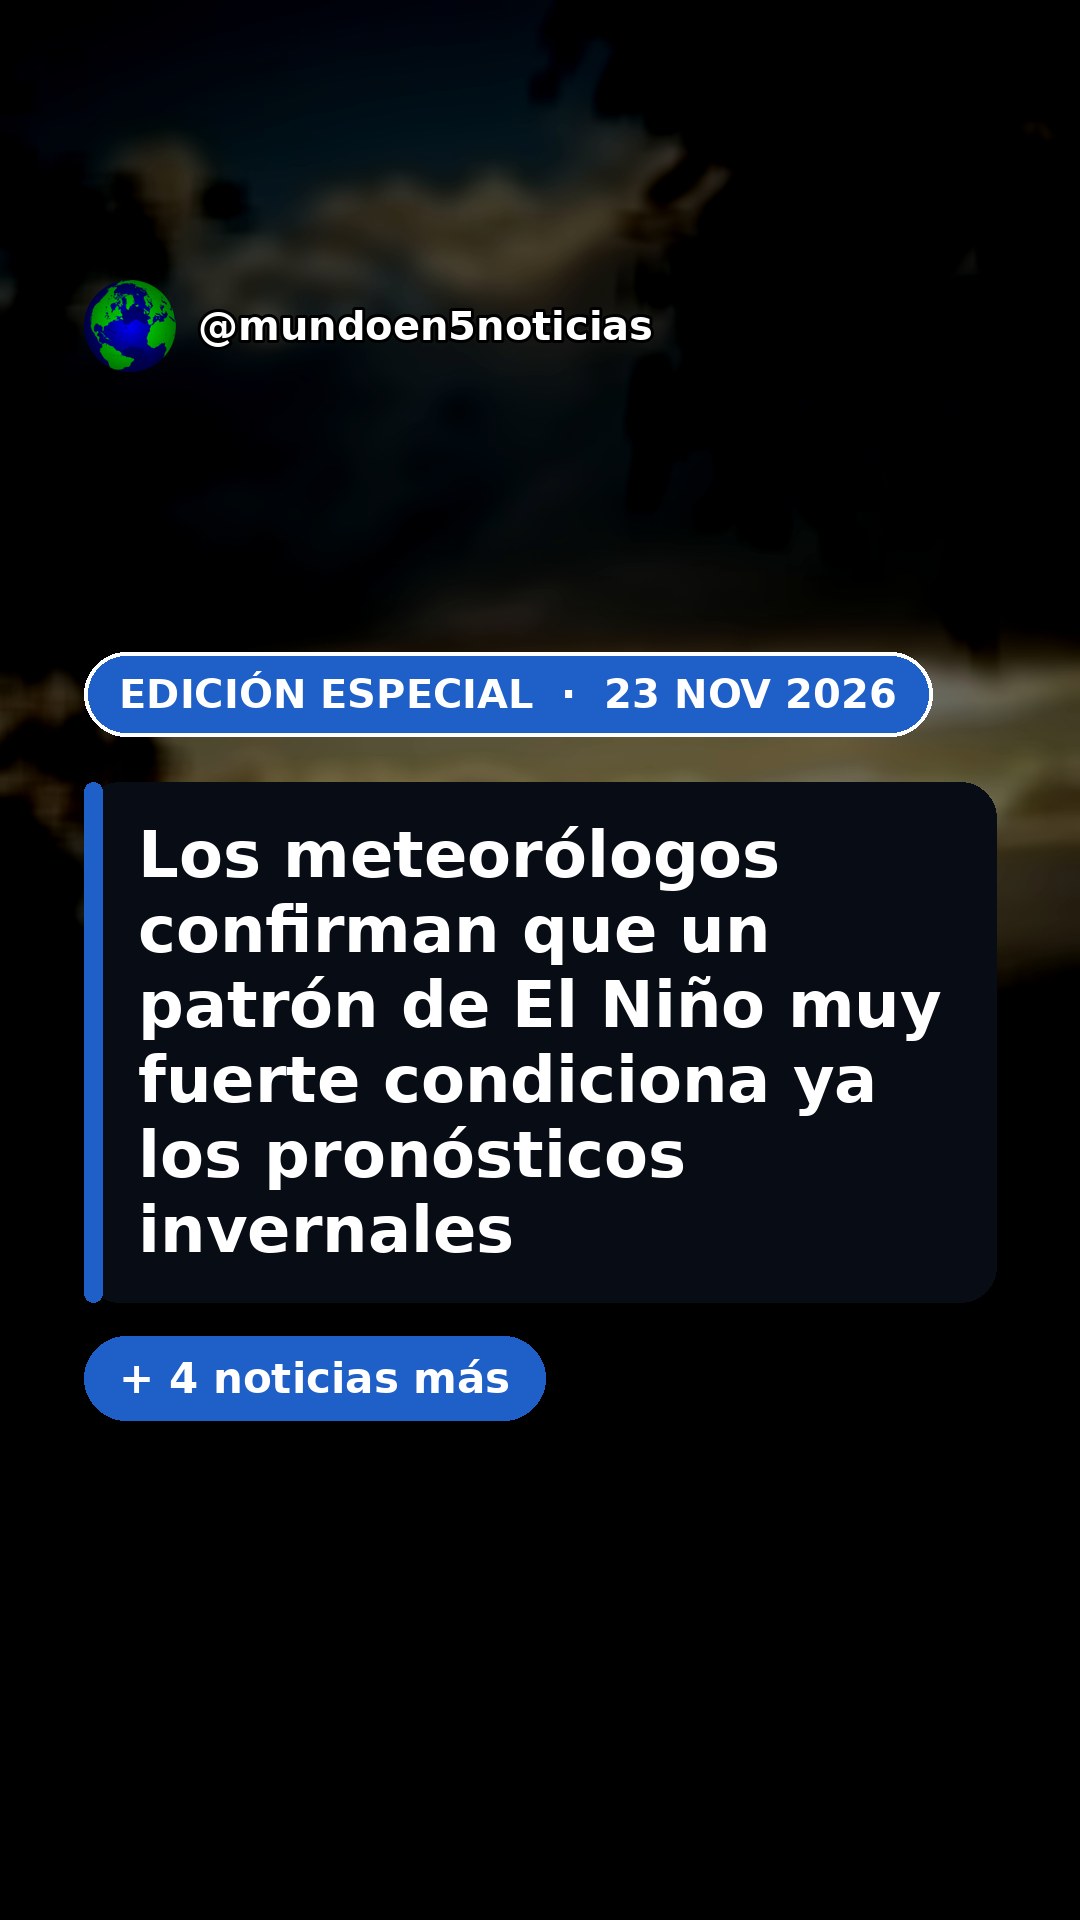 @mundoen5noticias
EDICIÓN ESPECIAL · 23 NOV 2026
Los meteorólogos
confirman que un
patrón de El Niño muy
fuerte condiciona ya
los pronósticos
invernales
+ 4 noticias más